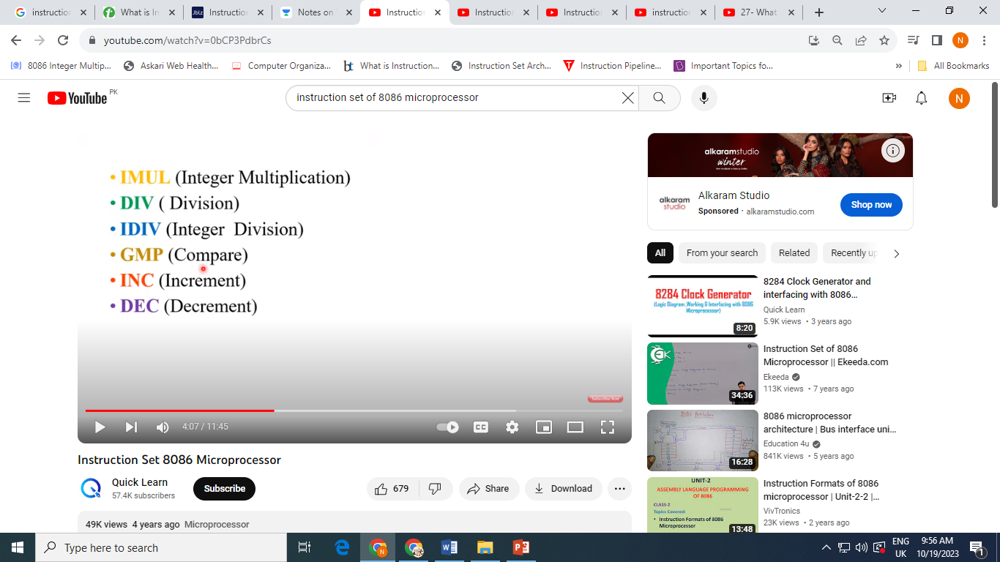 instruction
What is In
Instruction
Notes on
Instruction
Instruction
Instruction
instruction
27- What
youtube.com/watch?v=0bCP3PdbrCs
N
8086 Integer Multip...
Askari Web Health...
Computer Organiza...
bt What is Instruction...
Instruction Set Arch...
Instruction Pipeline...
Important Topics fo...
»
All Bookmarks
YouTube PK
instruction set of 8086 microprocessor
N
• IMUL (Integer Multiplication)
• DIV ( Division)
• IDIV (Integer Division)
• GMP (Compare)
• INC (Increment)
• DEC (Decrement)
Subscribe Now
4:07 / 11:45
CC
Instruction Set 8086 Microprocessor
Quick Learn
57.4K subscribers
Subscribe
679
Share
Download
49K views 4 years ago Microprocessor
alkaramstudio
winter
alkaram
studio
Alkaram Studio
Sponsored · alkaramstudio.com
Shop now
All
From your search
Related
Recently up
8284 Clock Generator
(Logic Diagram ,Working & Interfacing with 8086
Microprocessor)
8:20
8284 Clock Generator and
interfacing with 8086...
Quick Learn
5.9K views • 3 years ago
34:36
Instruction Set of 8086
Microprocessor || Ekeeda.com
Ekeeda
113K views • 7 years ago
16:28
8086 microprocessor
architecture | Bus interface uni...
Education 4u
841K views • 5 years ago
UNIT-2
ASSEMBLY LANGUAGE PROGRAMMING
OF 8086
CLASS-2
Topics Covered:
• Instruction Formats of 8086
Microprocessor
13:48
Instruction Formats of 8086
microprocessor | Unit-2-2 |...
VivTronics
23K views • 2 years ago
Type here to search
ENG
UK
9:56 AM
10/19/2023
1